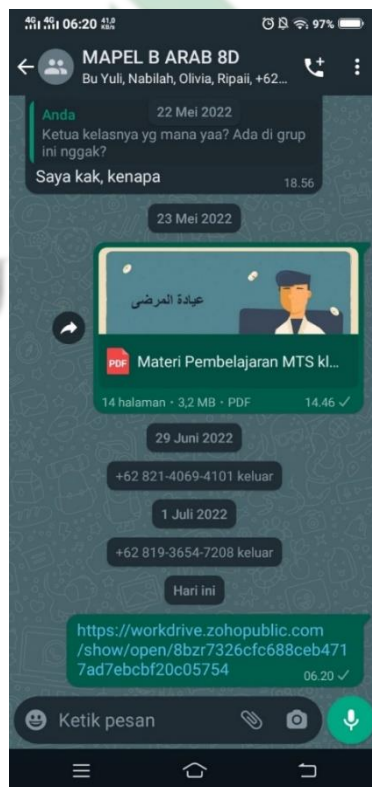 4G 4G 06:20 41,0 KB/s 97%
MAPEL B ARAB 8D
Bu Yuli, Nabilah, Olivia, Ripaii, +62...
22 Mei 2022
Anda
Ketua kelasnya yg mana yaa? Ada di grup
ini nggak?
Saya kak, kenapa
18.56
23 Mei 2022
عيادة المرضى
PDF Materi Pembelajaran MTS kl...
14 halaman • 3,2 MB • PDF 14.46
29 Juni 2022
+62 821-4069-4101 keluar
1 Juli 2022
+62 819-3654-7208 keluar
Hari ini
https://workdrive.zohopublic.com
/show/open/8bzr7326cfc688ceb471
7ad7ebcbf20c05754
06.20
Ketik pesan